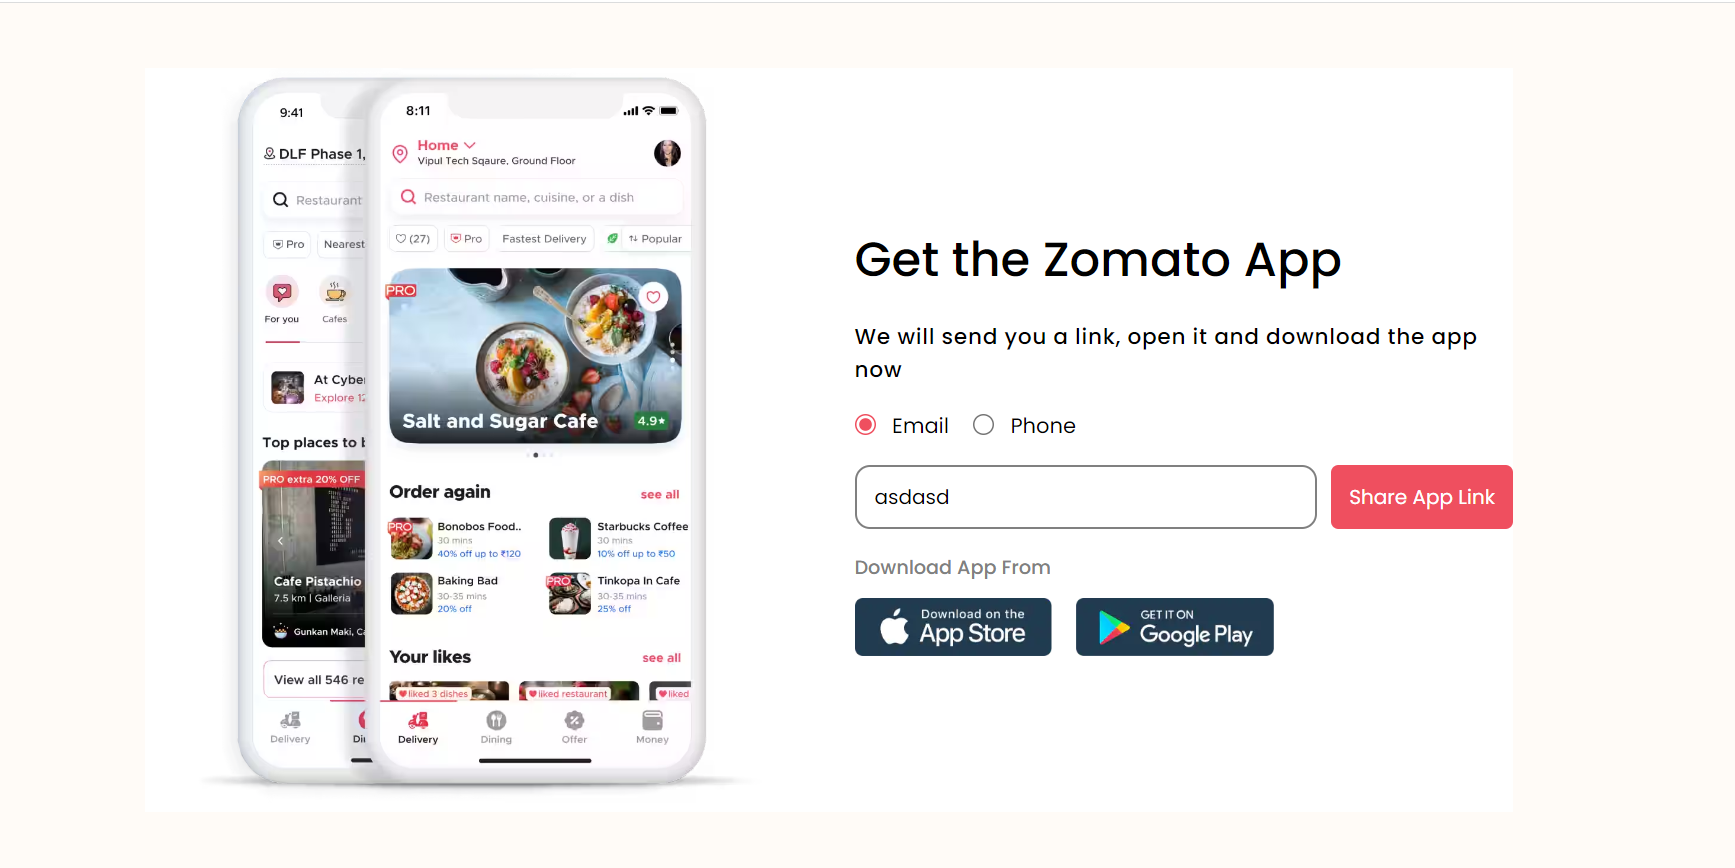 9:41
DLF Phase 1,
Restaurant
Pro
Nearest
For you
Cafes
At Cyber
Explore 12
Top places to b
PRO extra 20% OFF
Cafe Pistachio
7.5 km | Galleria
Gunkan Maki, Ca
View all 546 re
Delivery
8:11
Home
Vipul Tech Sqaure, Ground Floor
Restaurant name, cuisine, or a dish
(27)
Pro
Fastest Delivery
Popular
PRO
Salt and Sugar Cafe
4.9★
Order again
see all
PRO
Bonobos Food..
30 mins
40% off up to ₹120
Starbucks Coffee
30 mins
10% off up to ₹50
Baking Bad
30-35 mins
20% off
PRO
Tinkopa In Cafe
30-35 mins
25% off
Your likes
see all
liked 3 dishes
liked restaurant
liked
Delivery
Dining
Offer
Money
Get the Zomato App
We will send you a link, open it and download the app
now
Email
Phone
asdasd
Share App Link
Download App From
Download on the
App Store
GET IT ON
Google Play